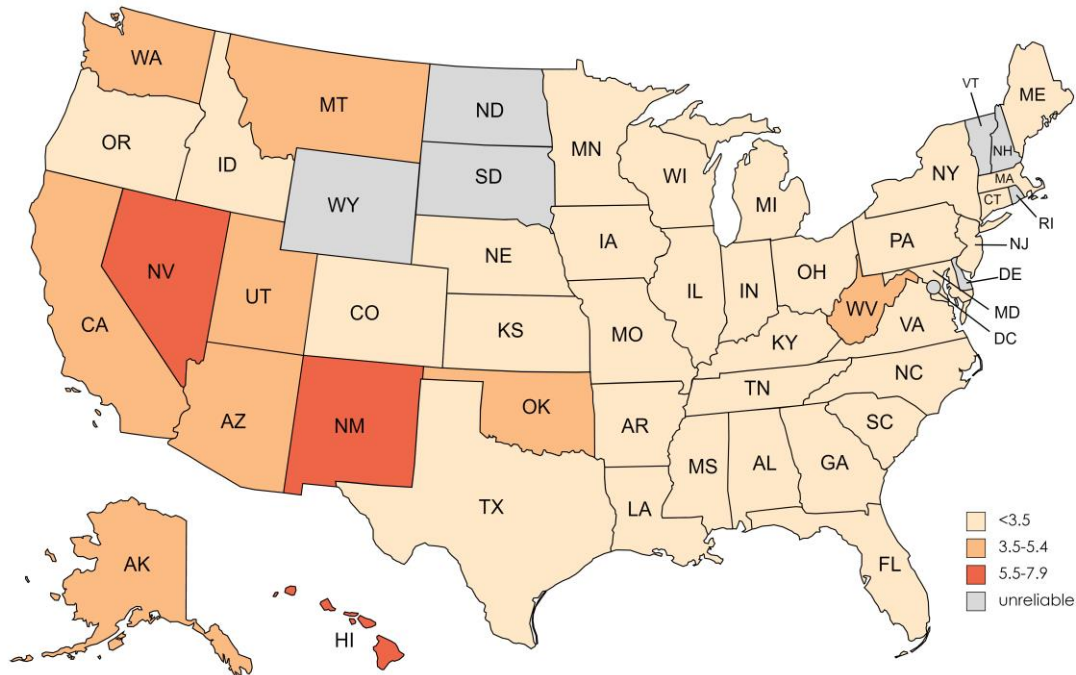 WA
MT
ND
VT
ME
OR
ID
MN
NH
SD
WI
NY
MA
WY
MI
CT
RI
IA
PA
NJ
NE
NV
OH
UT
IL
IN
DE
CA
CO
WV
MD
KS
MO
VA
KY
DC
NC
TN
OK
AZ
NM
AR
SC
MS
AL
GA
TX
LA
<3.5
3.5-5.4
FL
AK
5.5-7.9
unreliable
HI